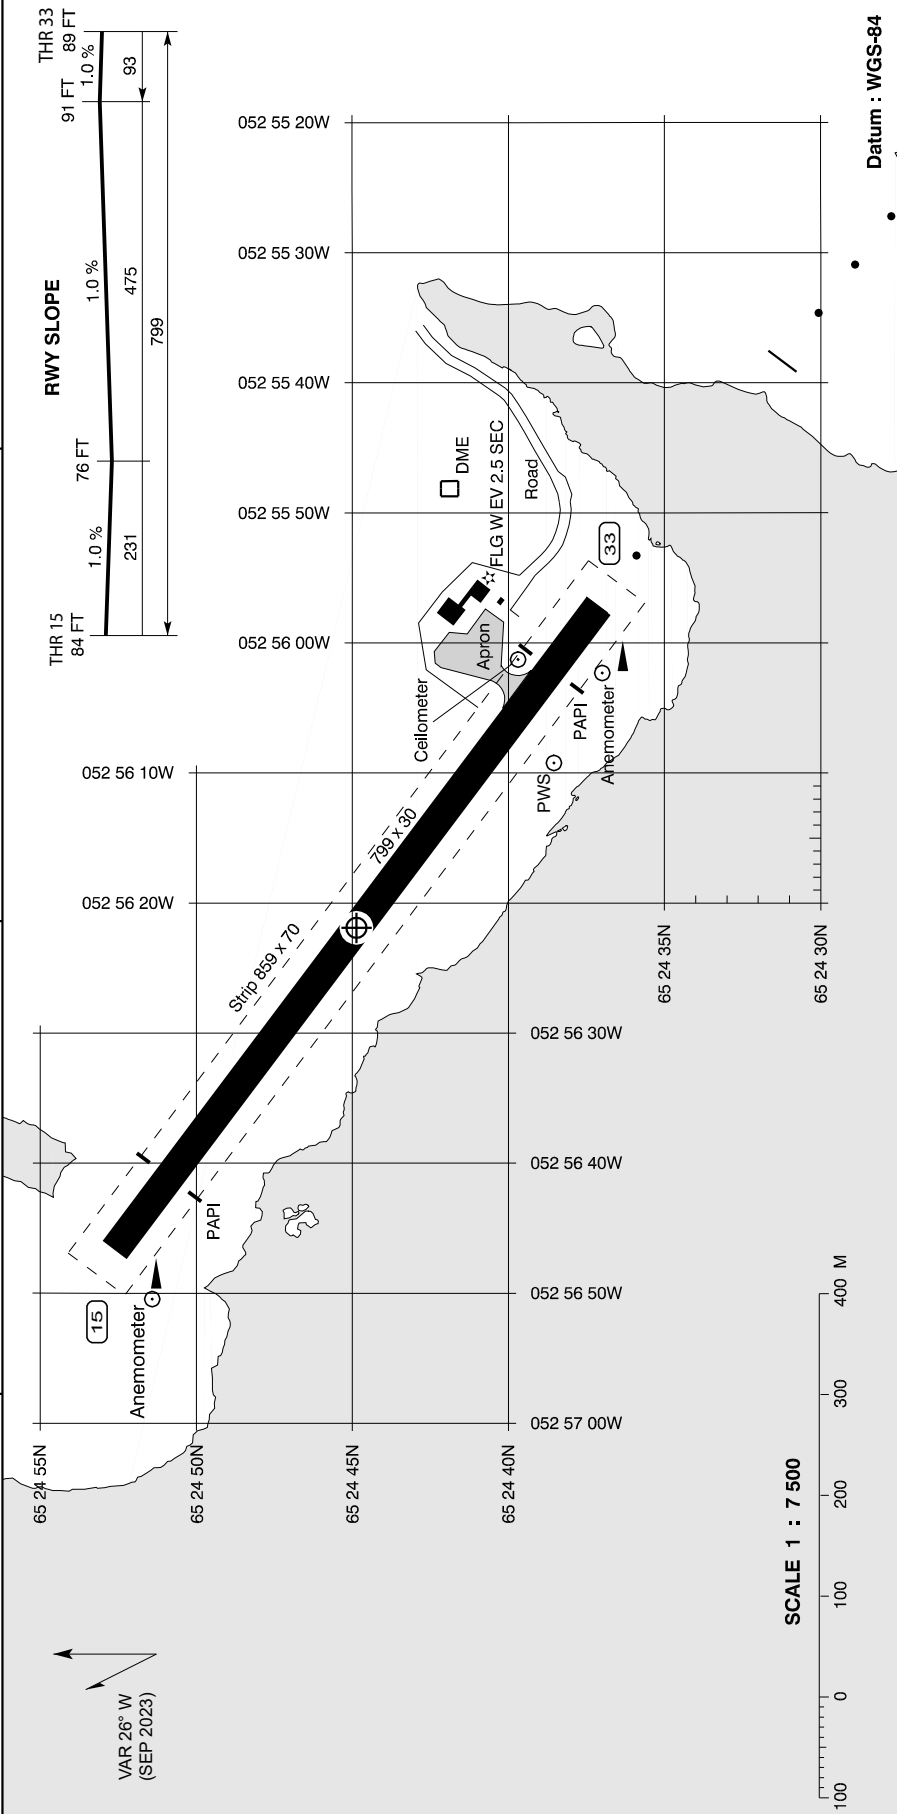 RWY SLOPE
THR 15
84 FT
76 FT
91 FT
THR 33
89 FT
1.0 %
1.0 %
1.0 %
231
475
93
799
052 55 20W
052 55 30W
052 55 40W
052 55 50W
052 56 00W
052 56 10W
052 56 20W
052 56 30W
052 56 40W
052 56 50W
052 57 00W
65 24 55N
65 24 50N
65 24 45N
65 24 40N
65 24 35N
65 24 30N
DME
FLG W EV 2.5 SEC
Road
Apron
Ceilometer
33
PAPI
Anemometer
PWS
799 x 30
Strip 859 x 70
PAPI
15
Anemometer
VAR 26° W
(SEP 2023)
SCALE 1 : 7 500
100 0 100 200 300 400 M
Datum : WGS-84